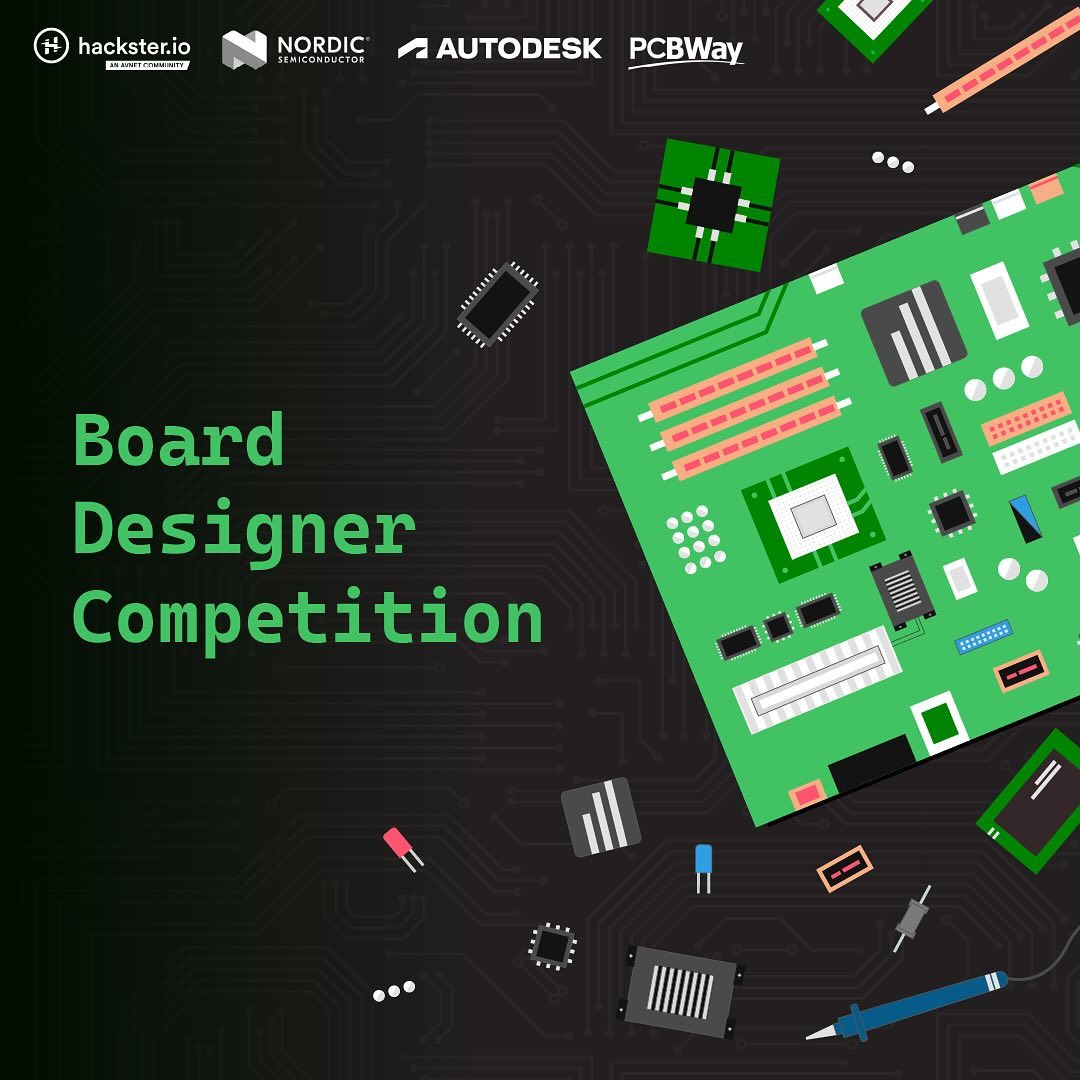 hackster.io
AN AVNET COMMUNITY
NORDIC®
SEMICONDUCTOR
AUTODESK
PCBWay
Board
Designer
Competition